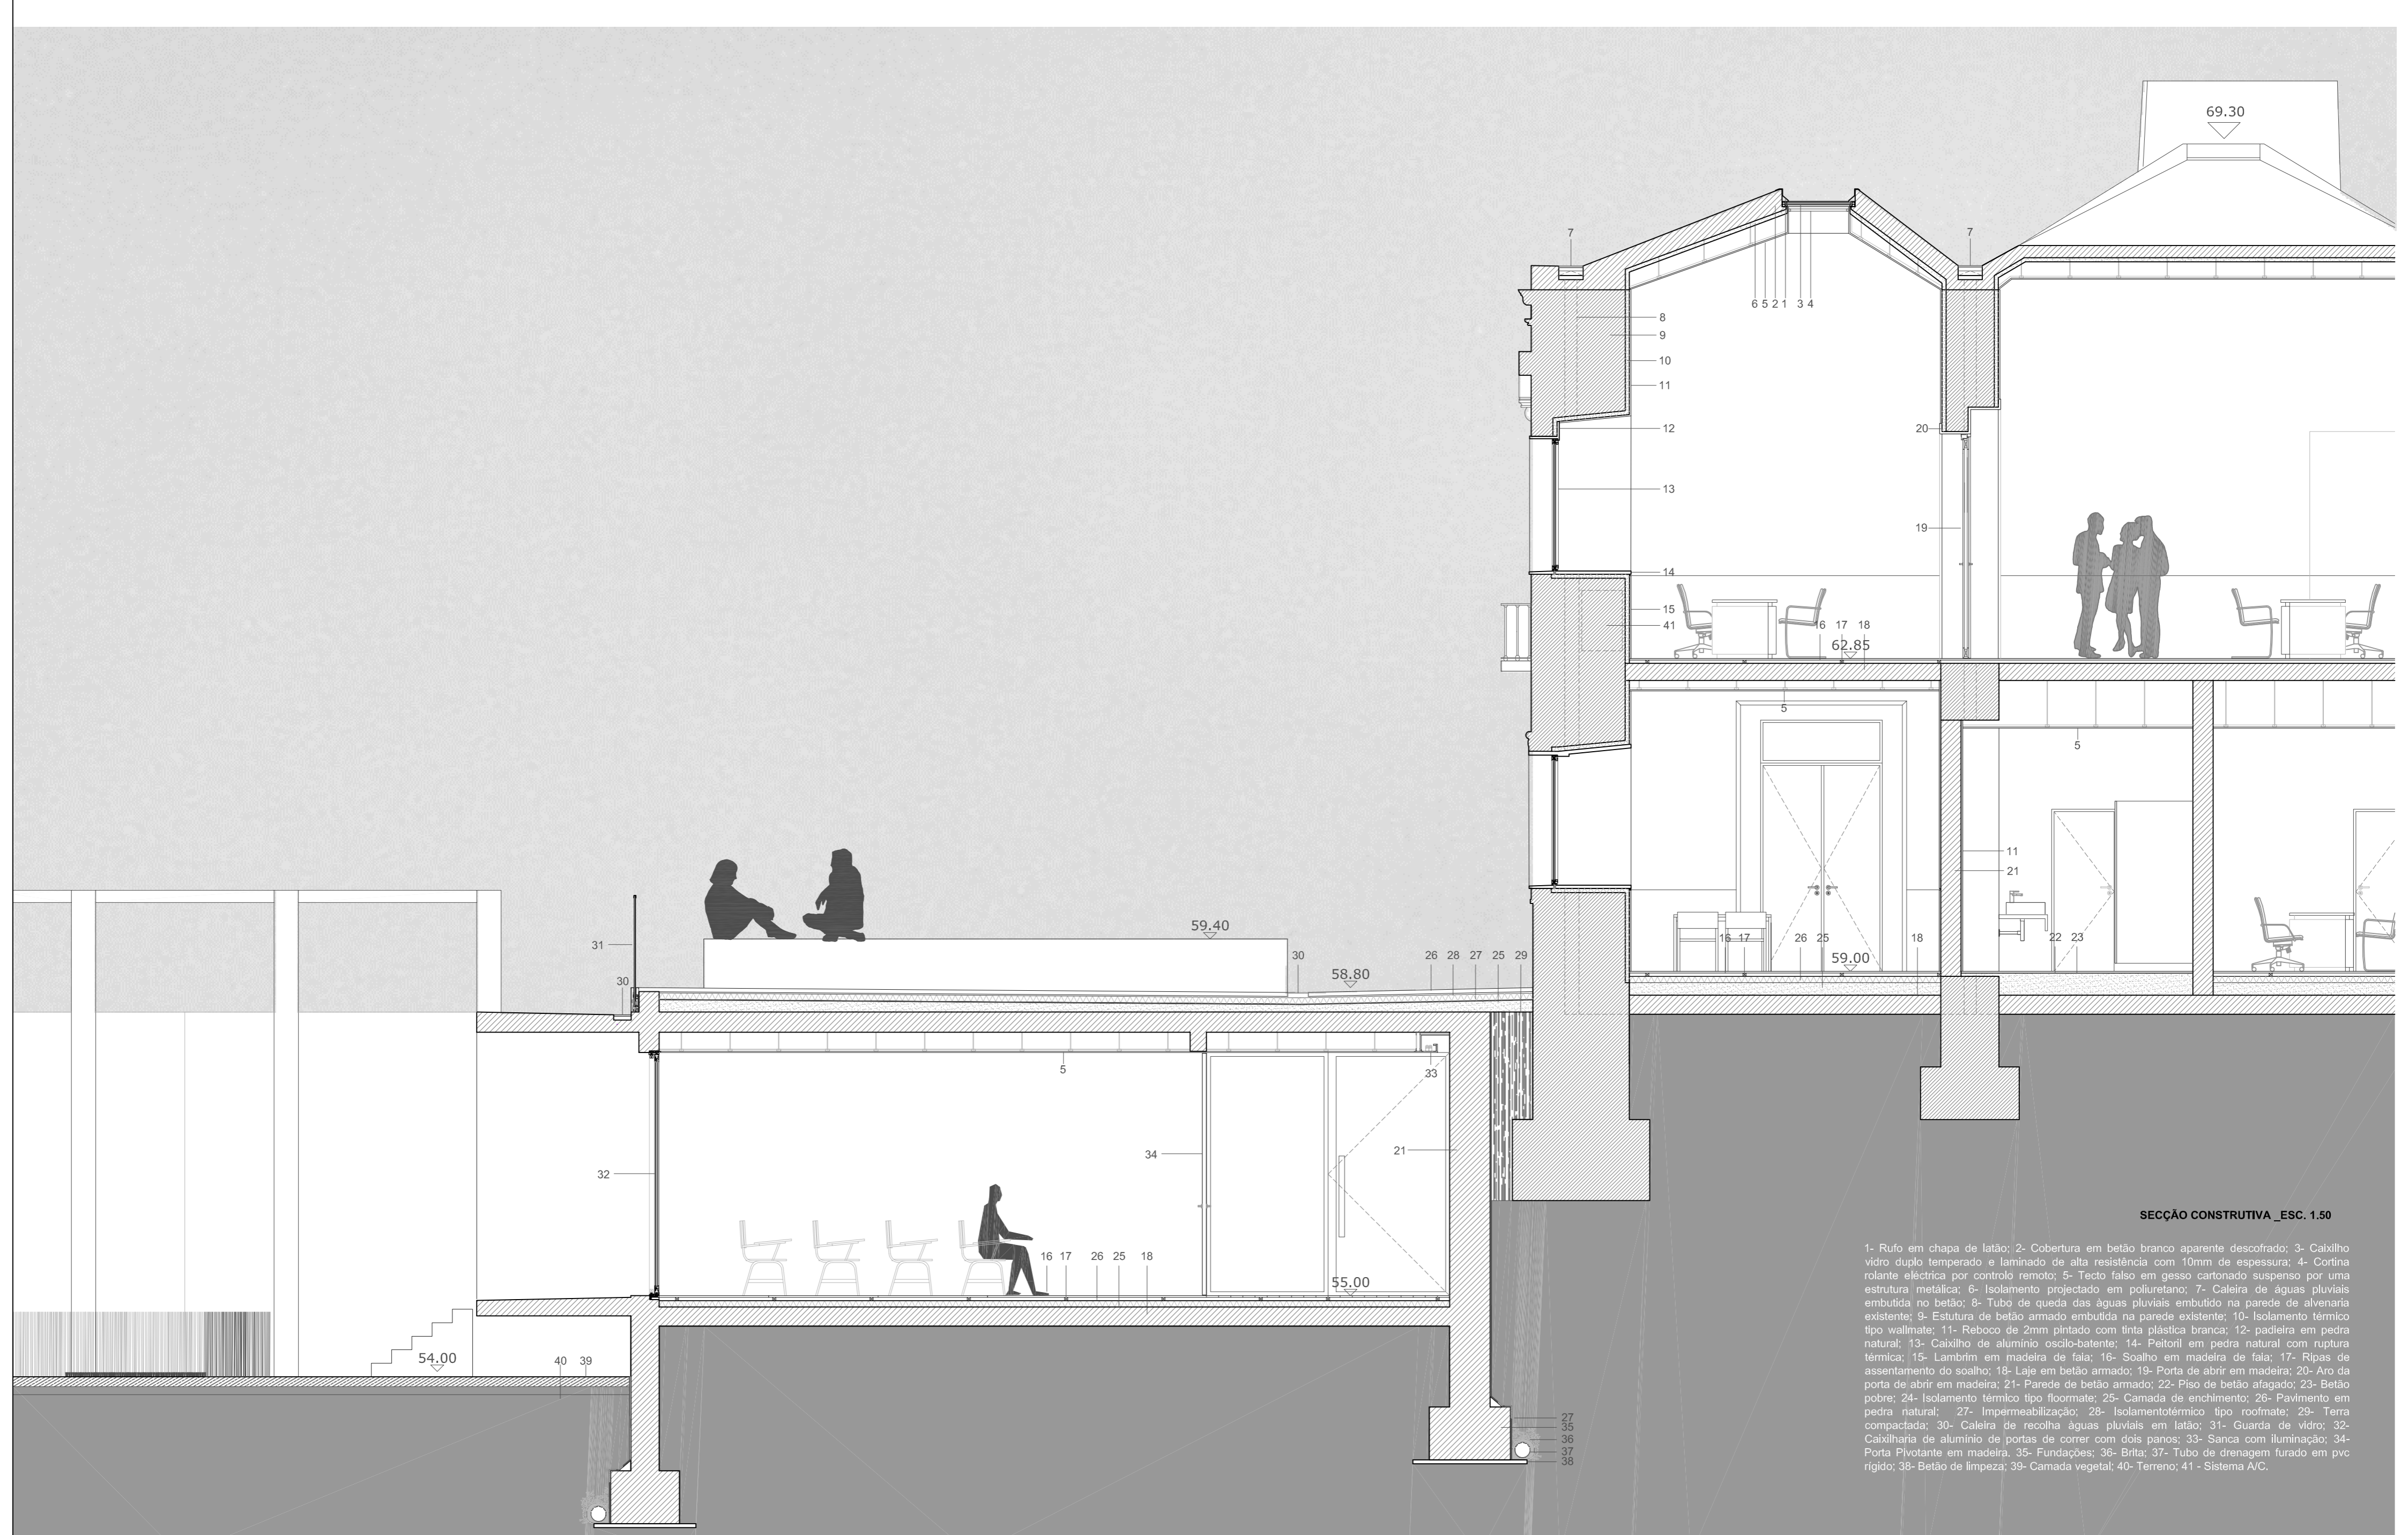 69.30
7
7
6 5 2 1 3 4
8
9
10
11
12
20
13
19
14
15
41
16 17 18
62.85
5
5
11
21
59.40
31
30
30
26 28 27 25 29
58.80
16 17
26 25
18
22 23
59.00
5
33
32
34
21
16 17 26 25 18
55.00
54.00
40 39
27
35
36
37
38
SECÇÃO CONSTRUTIVA _ESC. 1.50
1- Rufo em chapa de latão; 2- Cobertura em betão branco aparente descofrado; 3- Caixilho
vidro duplo temperado e laminado de alta resistência com 10mm de espessura; 4- Cortina
rolante eléctrica por controlo remoto; 5- Tecto falso em gesso cartonado suspenso por uma
estrutura metálica; 6- Isolamento projectado em poliuretano; 7- Caleira de águas pluviais
embutida no betão; 8- Tubo de queda das águas pluviais embutido na parede de alvenaria
existente; 9- Estutura de betão armado embutida na parede existente; 10- Isolamento térmico
tipo wallmate; 11- Reboco de 2mm pintado com tinta plástica branca; 12- padieira em pedra
natural; 13- Caixilho de alumínio oscilo-batente; 14- Peitoril em pedra natural com ruptura
térmica; 15- Lambrim em madeira de faia; 16- Soalho em madeira de faia; 17- Ripas de
assentamento do soalho; 18- Laje em betão armado; 19- Porta de abrir em madeira; 20- Aro da
porta de abrir em madeira; 21- Parede de betão armado; 22- Piso de betão afagado; 23- Betão
pobre; 24- Isolamento térmico tipo floormate; 25- Camada de enchimento; 26- Pavimento em
pedra natural; 27- Impermeabilização; 28- Isolamentotérmico tipo roofmate; 29- Terra
compactada; 30- Caleira de recolha àguas pluviais em latão; 31- Guarda de vidro; 32-
Caixilharia de alumínio de portas de correr com dois panos; 33- Sanca com iluminação; 34-
Porta Pivotante em madeira. 35- Fundações; 36- Brita; 37- Tubo de drenagem furado em pvc
rígido; 38- Betão de limpeza; 39- Camada vegetal; 40- Terreno; 41 - Sistema A/C.